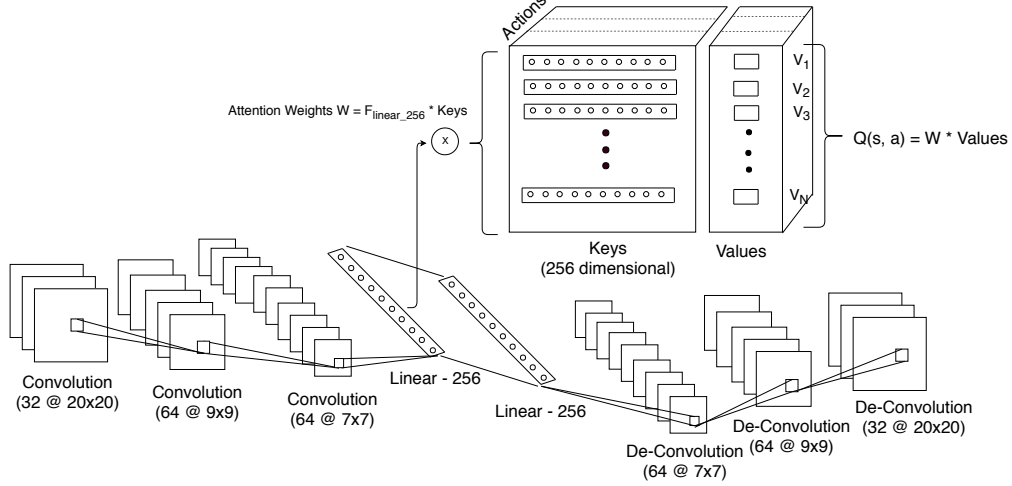 Actions
V1
V2
V3
VN
Attention Weights W = Flinear_256 * Keys
x
Q(s, a) = W * Values
Keys
(256 dimensional)
Values
Convolution
(32 @ 20x20)
Convolution
(64 @ 9x9)
Convolution
(64 @ 7x7)
Linear - 256
Linear - 256
De-Convolution
(64 @ 7x7)
De-Convolution
(64 @ 9x9)
De-Convolution
(32 @ 20x20)